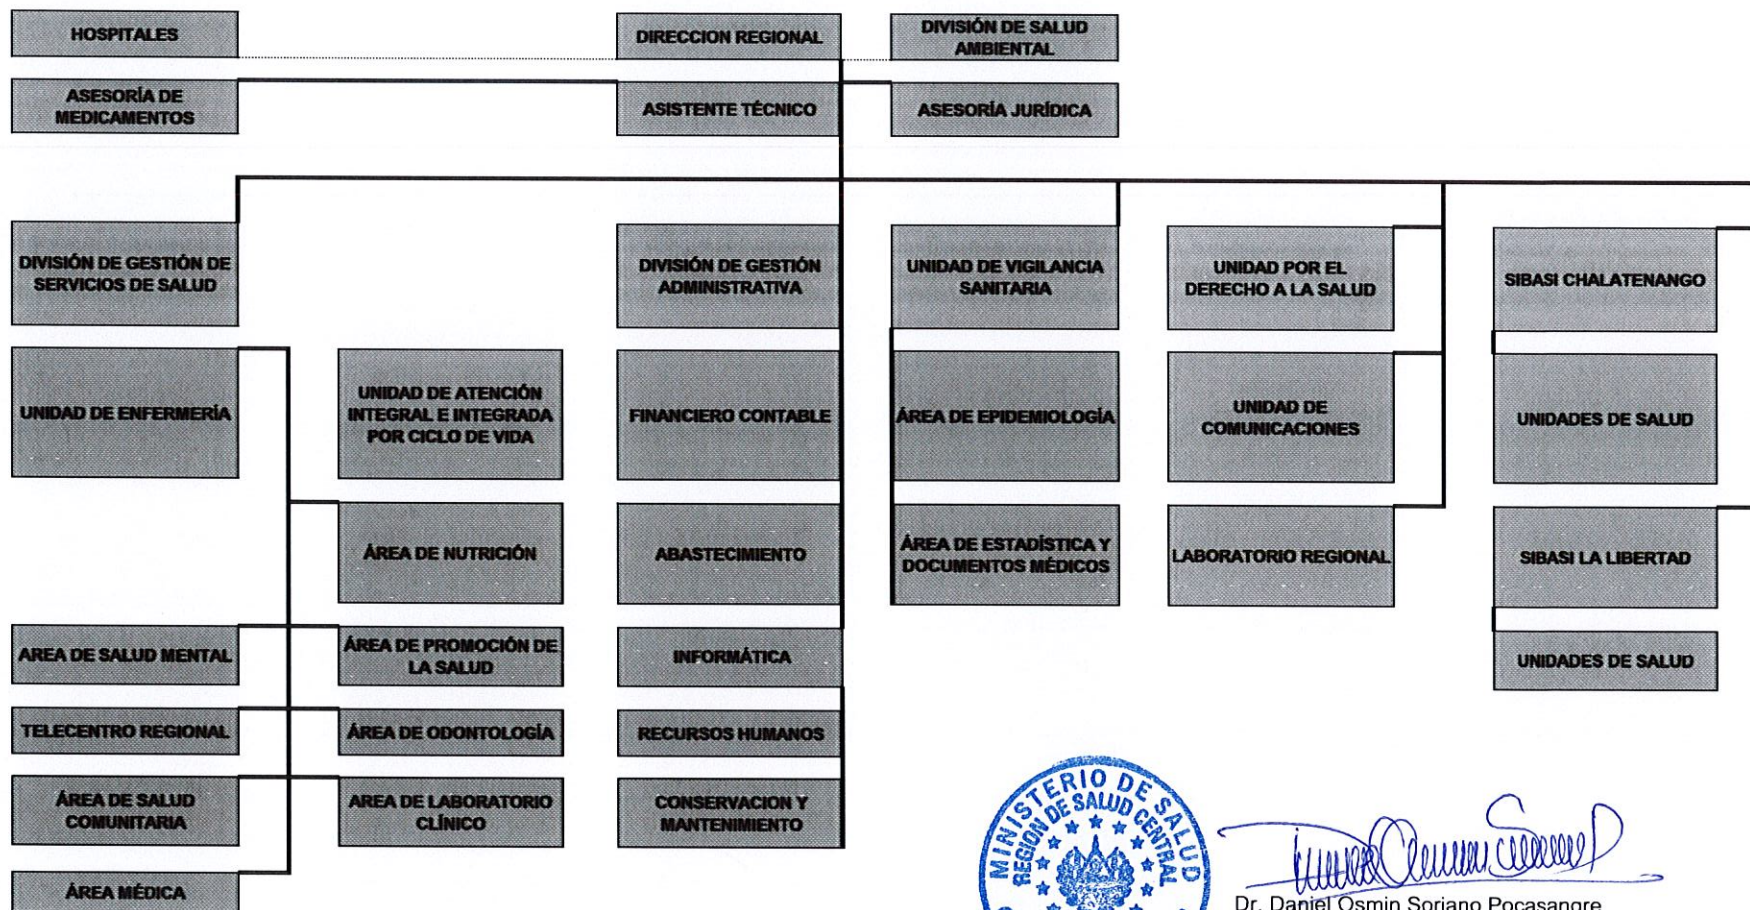 HOSPITALES
DIRECCION REGIONAL
DIVISIÓN DE SALUD
AMBIENTAL
ASESORÍA DE
MEDICAMENTOS
ASISTENTE TÉCNICO
ASESORÍA JURÍDICA
DIVISIÓN DE GESTIÓN DE
SERVICIOS DE SALUD
DIVISIÓN DE GESTIÓN
ADMINISTRATIVA
UNIDAD DE VIGILANCIA
SANITARIA
UNIDAD POR EL
DERECHO A LA SALUD
SIBASI CHALATENANGO
UNIDAD DE ENFERMERÍA
UNIDAD DE ATENCIÓN
INTEGRAL E INTEGRADA
POR CICLO DE VIDA
FINANCIERO CONTABLE
ÁREA DE EPIDEMIOLOGÍA
UNIDAD DE
COMUNICACIONES
UNIDADES DE SALUD
ÁREA DE NUTRICIÓN
ABASTECIMIENTO
ÁREA DE ESTADÍSTICA Y
DOCUMENTOS MÉDICOS
LABORATORIO REGIONAL
SIBASI LA LIBERTAD
AREA DE SALUD MENTAL
ÁREA DE PROMOCIÓN DE
LA SALUD
INFORMÁTICA
UNIDADES DE SALUD
TELECENTRO REGIONAL
ÁREA DE ODONTOLOGÍA
RECURSOS HUMANOS
ÁREA DE SALUD
COMUNITARIA
AREA DE LABORATORIO
CLÍNICO
CONSERVACION Y
MANTENIMIENTO
ÁREA MÉDICA
MINISTERIO DE SALUD
REGION DE SALUD CENTRAL
Dr. Daniel Osmin Soriano Pocasangre